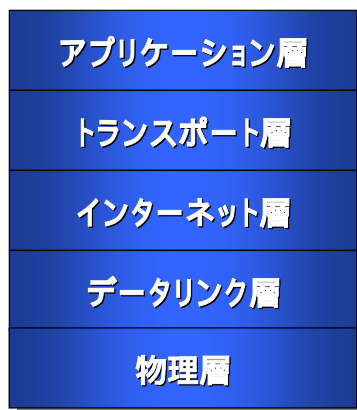 アプリケーション層
トランスポート層
インターネット層
データリンク層
物理層